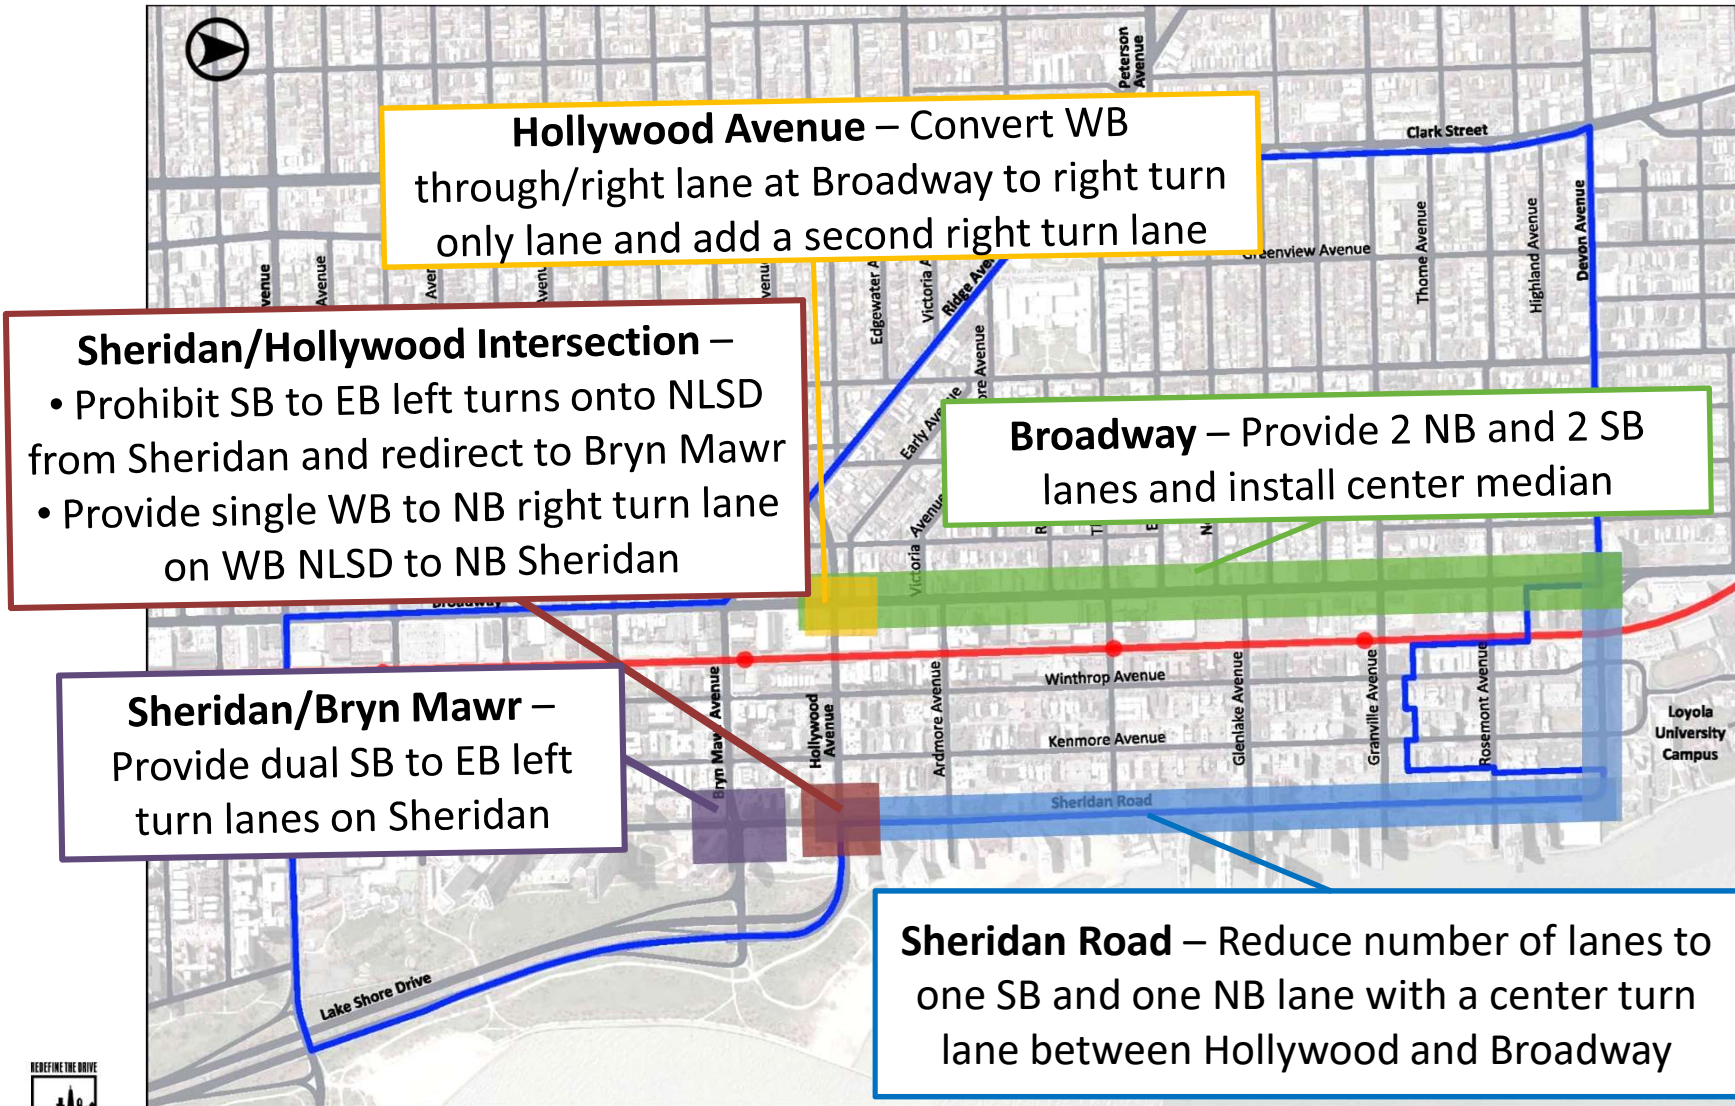 Peterson
Avenue
Clark Street
Hollywood Avenue – Convert WB
through/right lane at Broadway to right turn
only lane and add a second right turn lane
Greenview Avenue
Thorne Avenue
Highland Avenue
Devon Avenue
Avenue
Edgewater A
Victoria A
Ridge Ave
Sheridan/Hollywood Intersection –
• Prohibit SB to EB left turns onto NLSD
from Sheridan and redirect to Bryn Mawr
• Provide single WB to NB right turn lane
on WB NLSD to NB Sheridan
Early Ave
ore Avenue
Broadway – Provide 2 NB and 2 SB
lanes and install center median
Victoria Avenue
Victoria
Broadway
Sheridan/Bryn Mawr –
Provide dual SB to EB left
turn lanes on Sheridan
Bryn Mawr Avenue
Hollywood
Avenue
Ardmore Avenue
Winthrop Avenue
Kenmore Avenue
Glenlake Avenue
Granville Avenue
Rosemont Avenue
Loyola
University
Campus
Sheridan Road
Lake Shore Drive
Sheridan Road – Reduce number of lanes to
one SB and one NB lane with a center turn
lane between Hollywood and Broadway
REDEFINE THE DRIVE